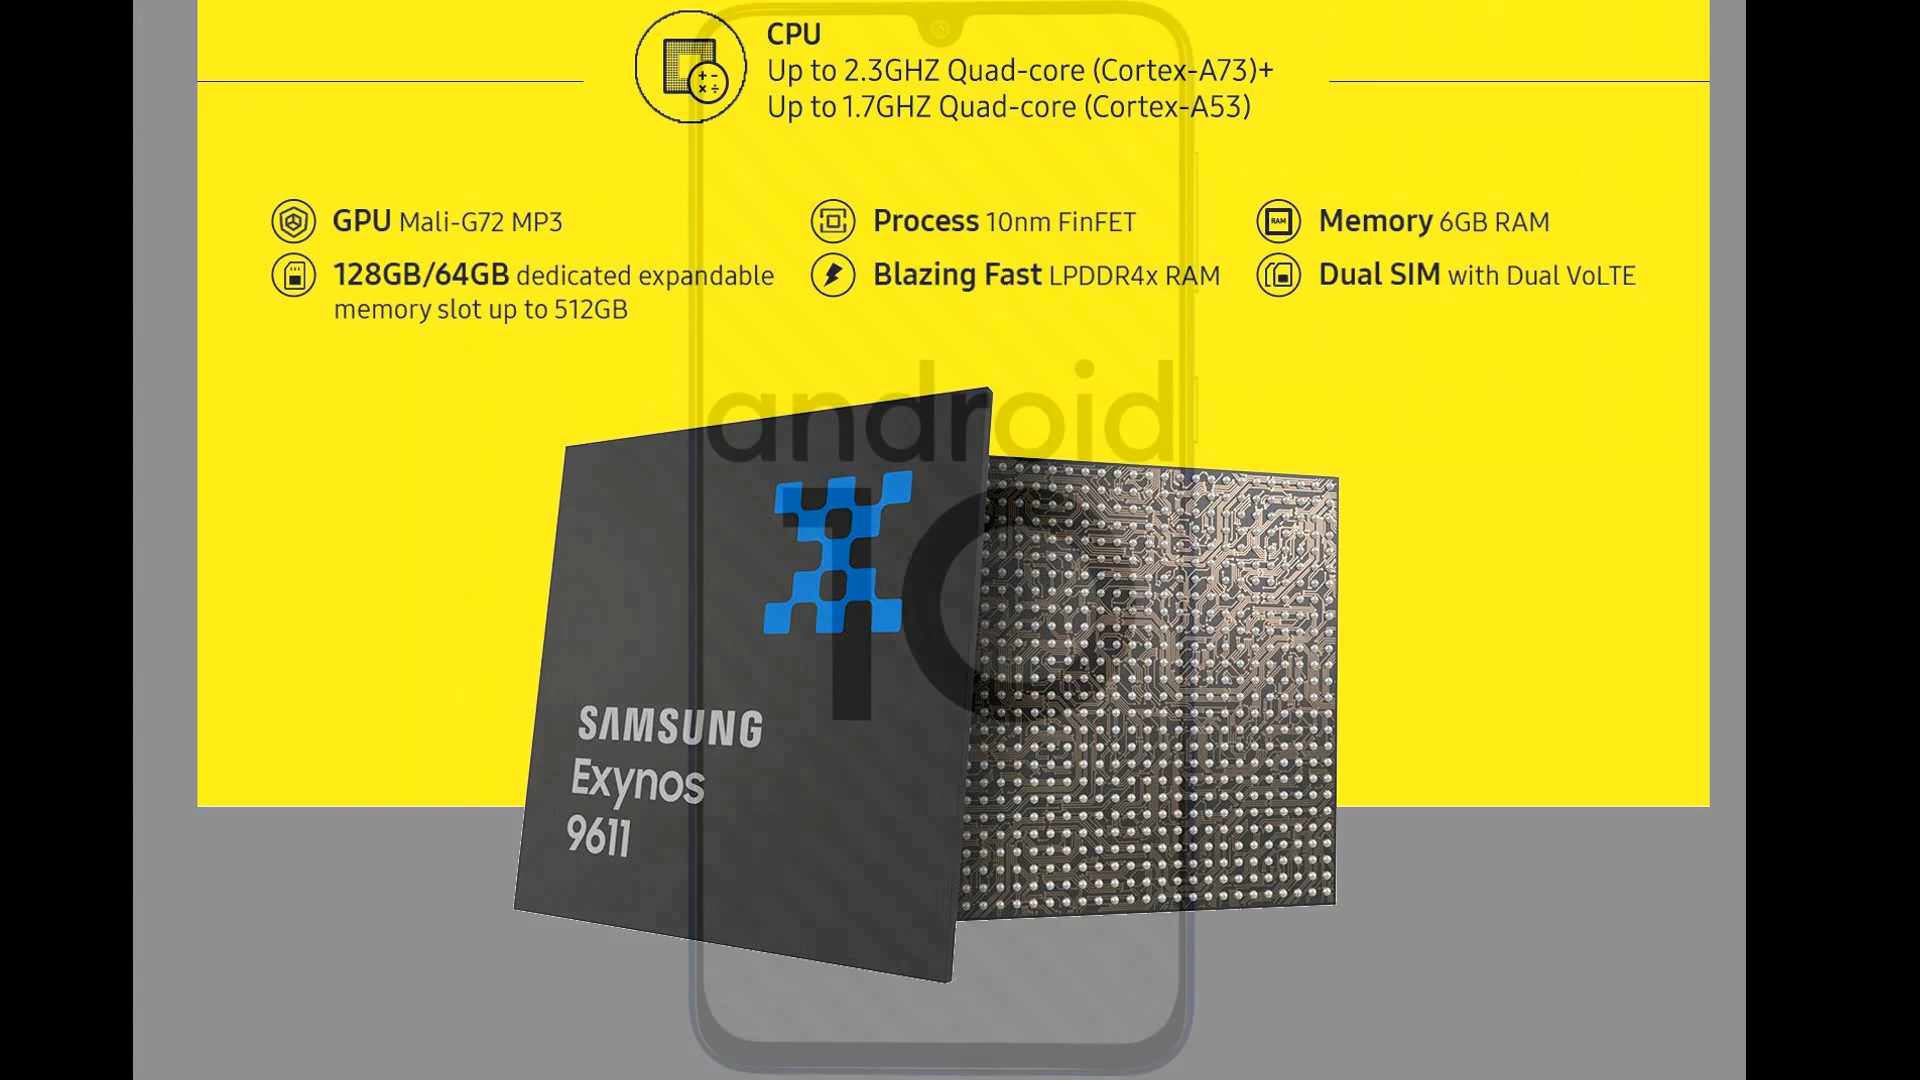 CPU
Up to 2.3GHZ Quad-core (Cortex-A73)+
Up to 1.7GHZ Quad-core (Cortex-A53)
GPU Mali-G72 MP3
Process 10nm FinFET
Memory 6GB RAM
128GB/64GB dedicated expandable
memory slot up to 512GB
Blazing Fast LPDDR4x RAM
Dual SIM with Dual VoLTE
RAM
android
10
SAMSUNG
Exynos
9611